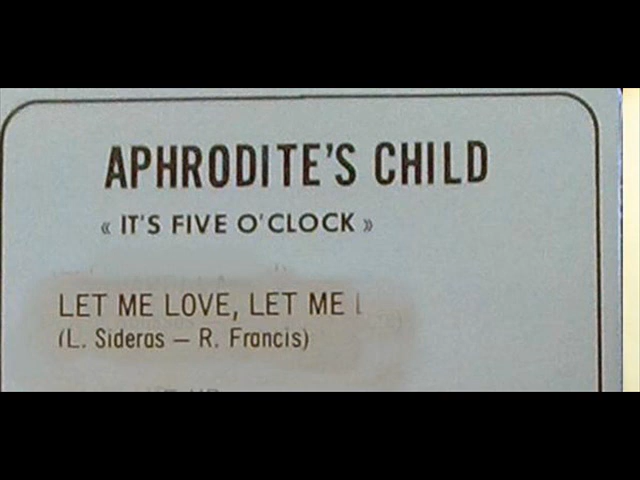 APHRODITE'S CHILD
« IT'S FIVE O'CLOCK »
LET ME LOVE, LET ME
(L. Sideras – R. Francis)